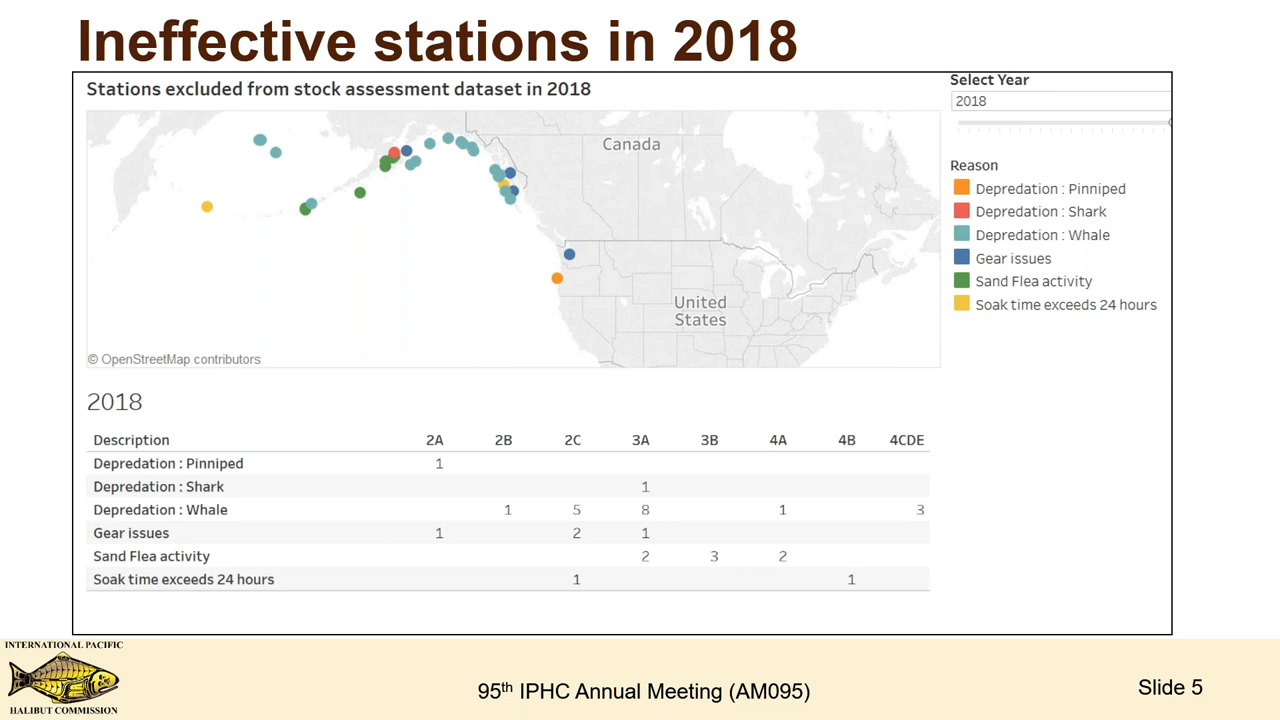 Ineffective stations in 2018
Stations excluded from stock assessment dataset in 2018
Select Year
2018
Canada
United
States
© OpenStreetMap contributors
Reason
Depredation : Pinniped
Depredation : Shark
Depredation : Whale
Gear issues
Sand Flea activity
Soak time exceeds 24 hours
2018
Description 2A 2B 2C 3A 3B 4A 4B 4CDE
Depredation : Pinniped 1
Depredation : Shark 1
Depredation : Whale 1 5 8 1 3
Gear issues 1 2 1
Sand Flea activity 2 3 2
Soak time exceeds 24 hours 1 1
INTERNATIONAL PACIFIC
HALIBUT COMMISSION
95th IPHC Annual Meeting (AM095)
Slide 5